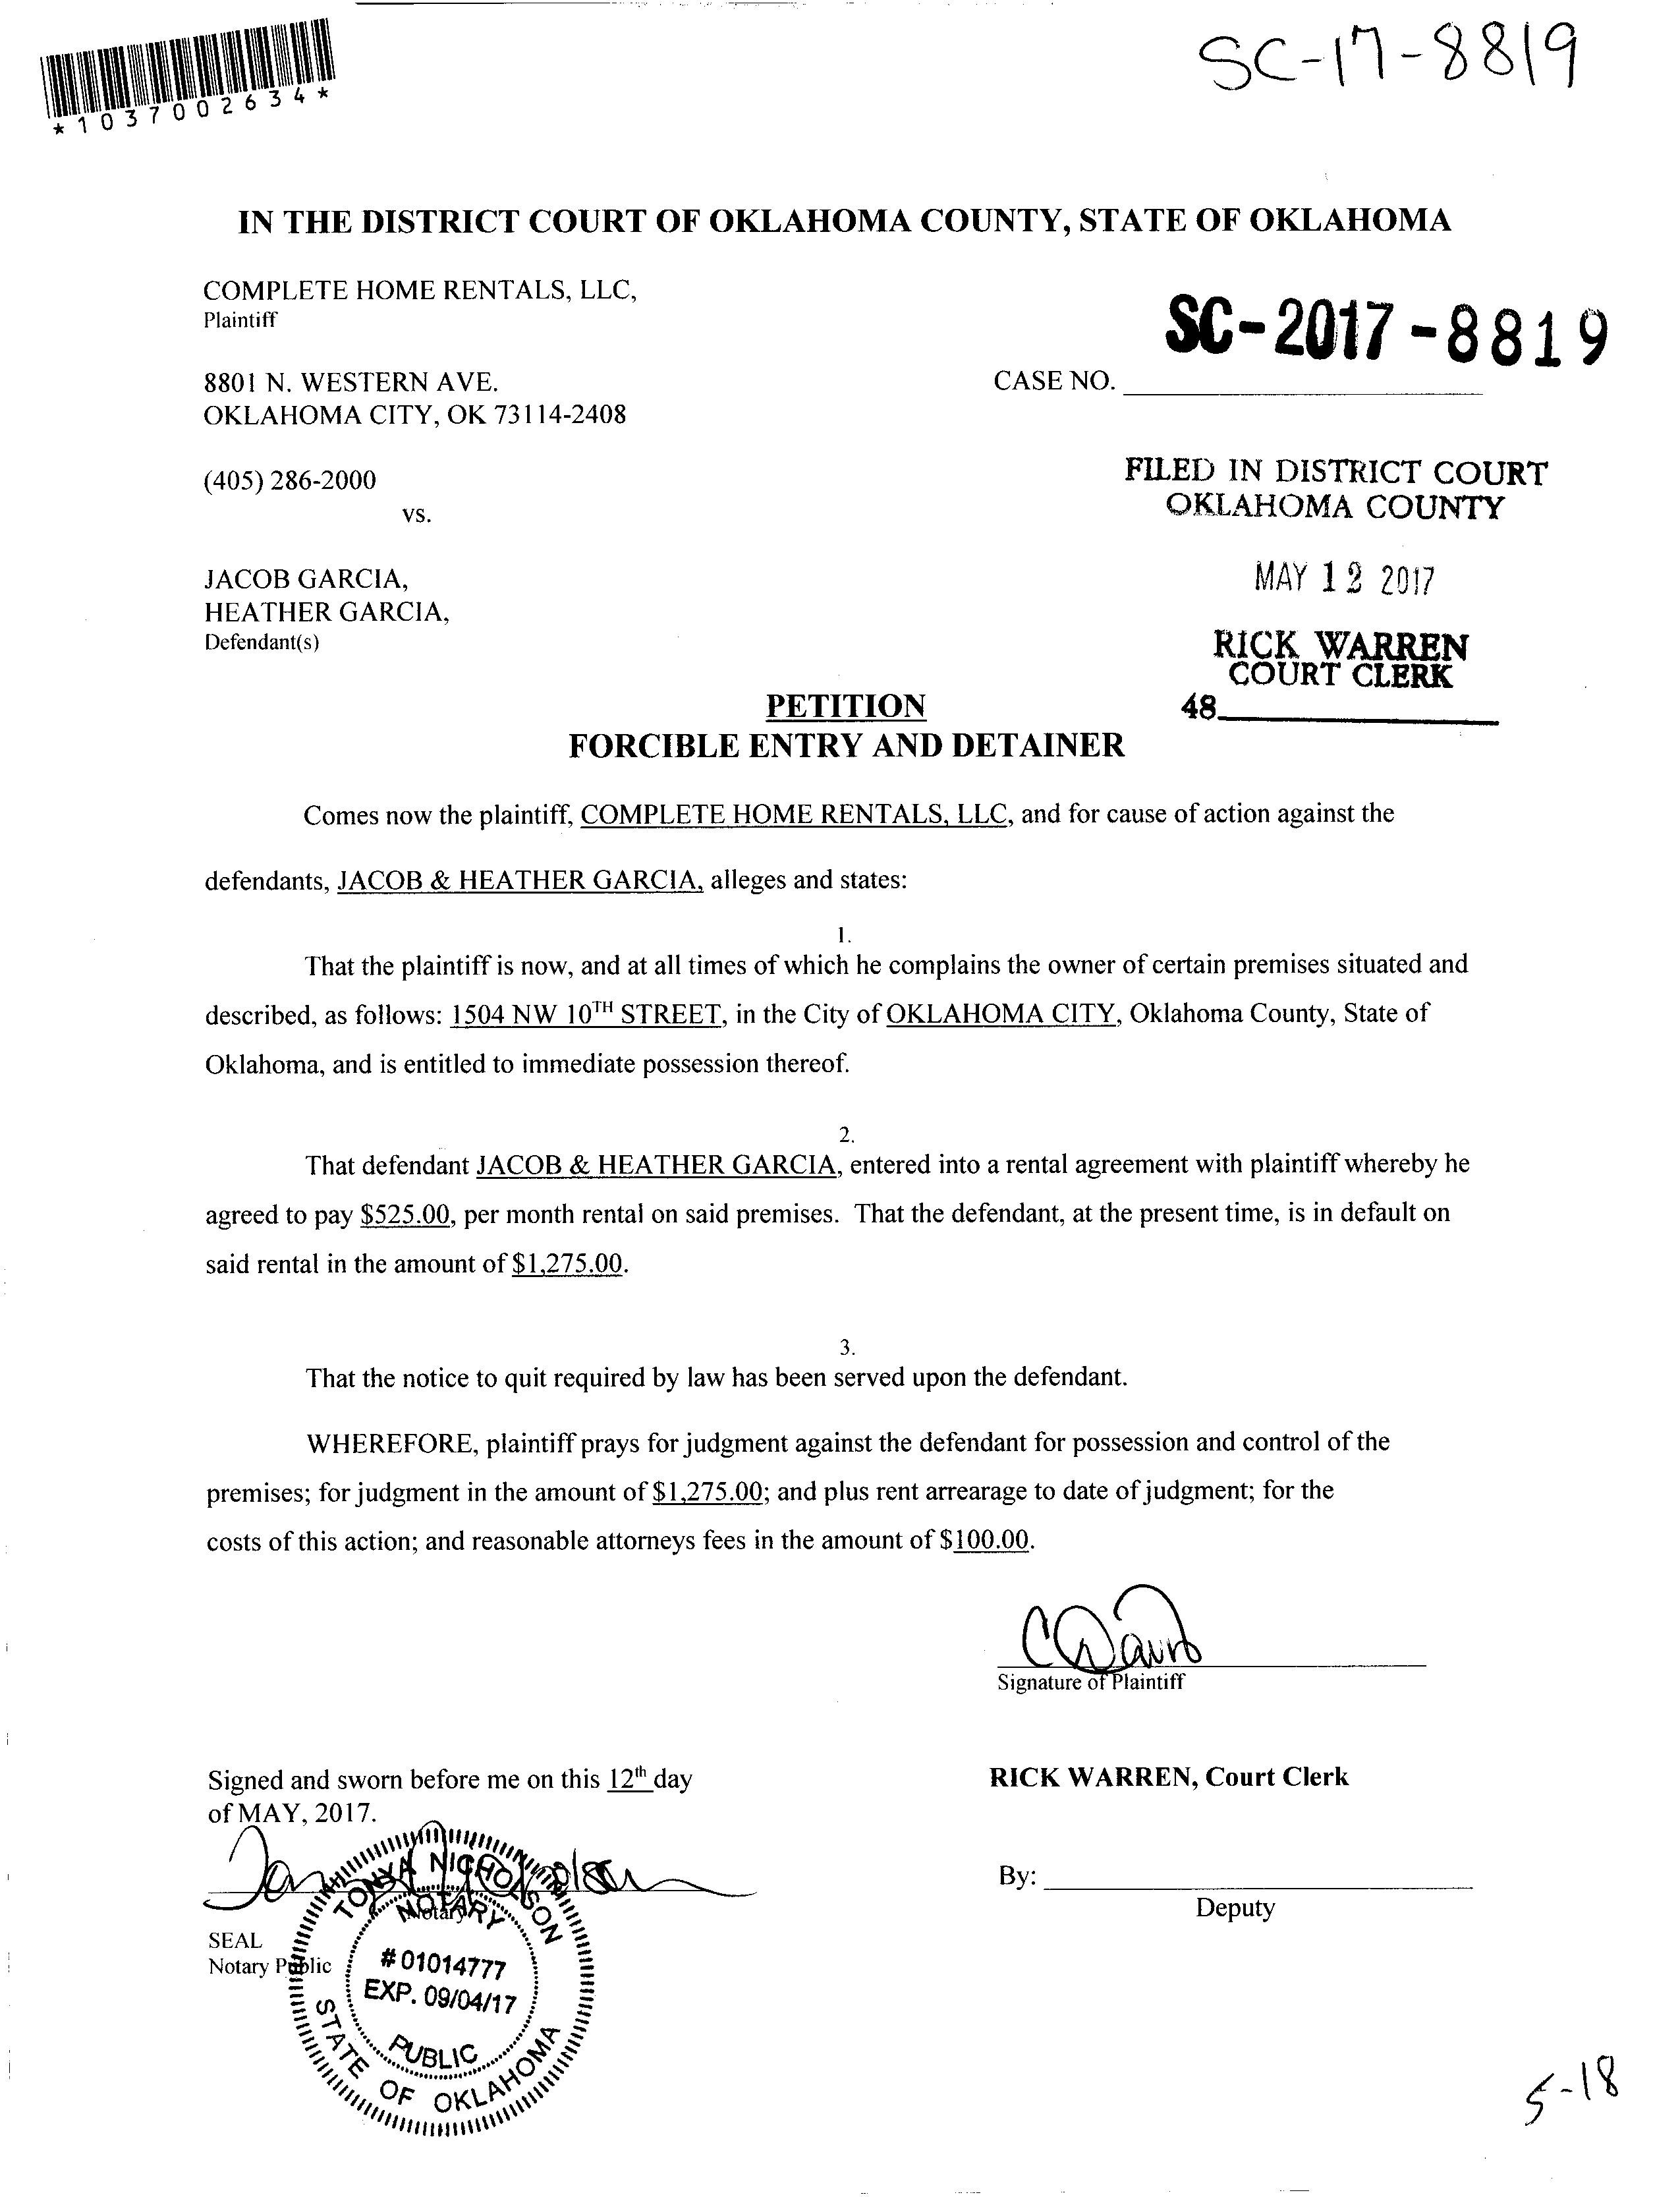 SC-17-8819
*1037002634*
IN THE DISTRICT COURT OF OKLAHOMA COUNTY, STATE OF OKLAHOMA
COMPLETE HOME RENTALS, LLC,
Plaintiff
SC-2017-8819
8801 N. WESTERN AVE.
CASE NO.
OKLAHOMA CITY, OK 73114-2408
FILED IN DISTRICT COURT
OKLAHOMA COUNTY
(405) 286-2000
vs.
MAY 12 2017
JACOB GARCIA,
HEATHER GARCIA,
Defendant(s)
RICK WARREN
COURT CLERK
48
PETITION
FORCIBLE ENTRY AND DETAINER
Comes now the plaintiff, COMPLETE HOME RENTALS, LLC, and for cause of action against the
defendants, JACOB & HEATHER GARCIA, alleges and states:
1.
That the plaintiff is now, and at all times of which he complains the owner of certain premises situated and
described, as follows: 1504 NW 10TH STREET, in the City of OKLAHOMA CITY, Oklahoma County, State of
Oklahoma, and is entitled to immediate possession thereof.
2.
That defendant JACOB & HEATHER GARCIA, entered into a rental agreement with plaintiff whereby he
agreed to pay $525.00, per month rental on said premises.  That the defendant, at the present time, is in default on
said rental in the amount of $1,275.00.
3.
That the notice to quit required by law has been served upon the defendant.
WHEREFORE, plaintiff prays for judgment against the defendant for possession and control of the
premises; for judgment in the amount of $1,275.00; and plus rent arrearage to date of judgment; for the
costs of this action; and reasonable attorneys fees in the amount of $100.00.
Signature of Plaintiff
Signed and sworn before me on this 12th day
of MAY, 2017.
RICK WARREN, Court Clerk
By:
Deputy
Notary
SEAL
Notary Public
TONYA NICHOLSON
NOTARY
# 01014777
EXP. 09/04/17
PUBLIC
STATE OF OKLAHOMA
5-18